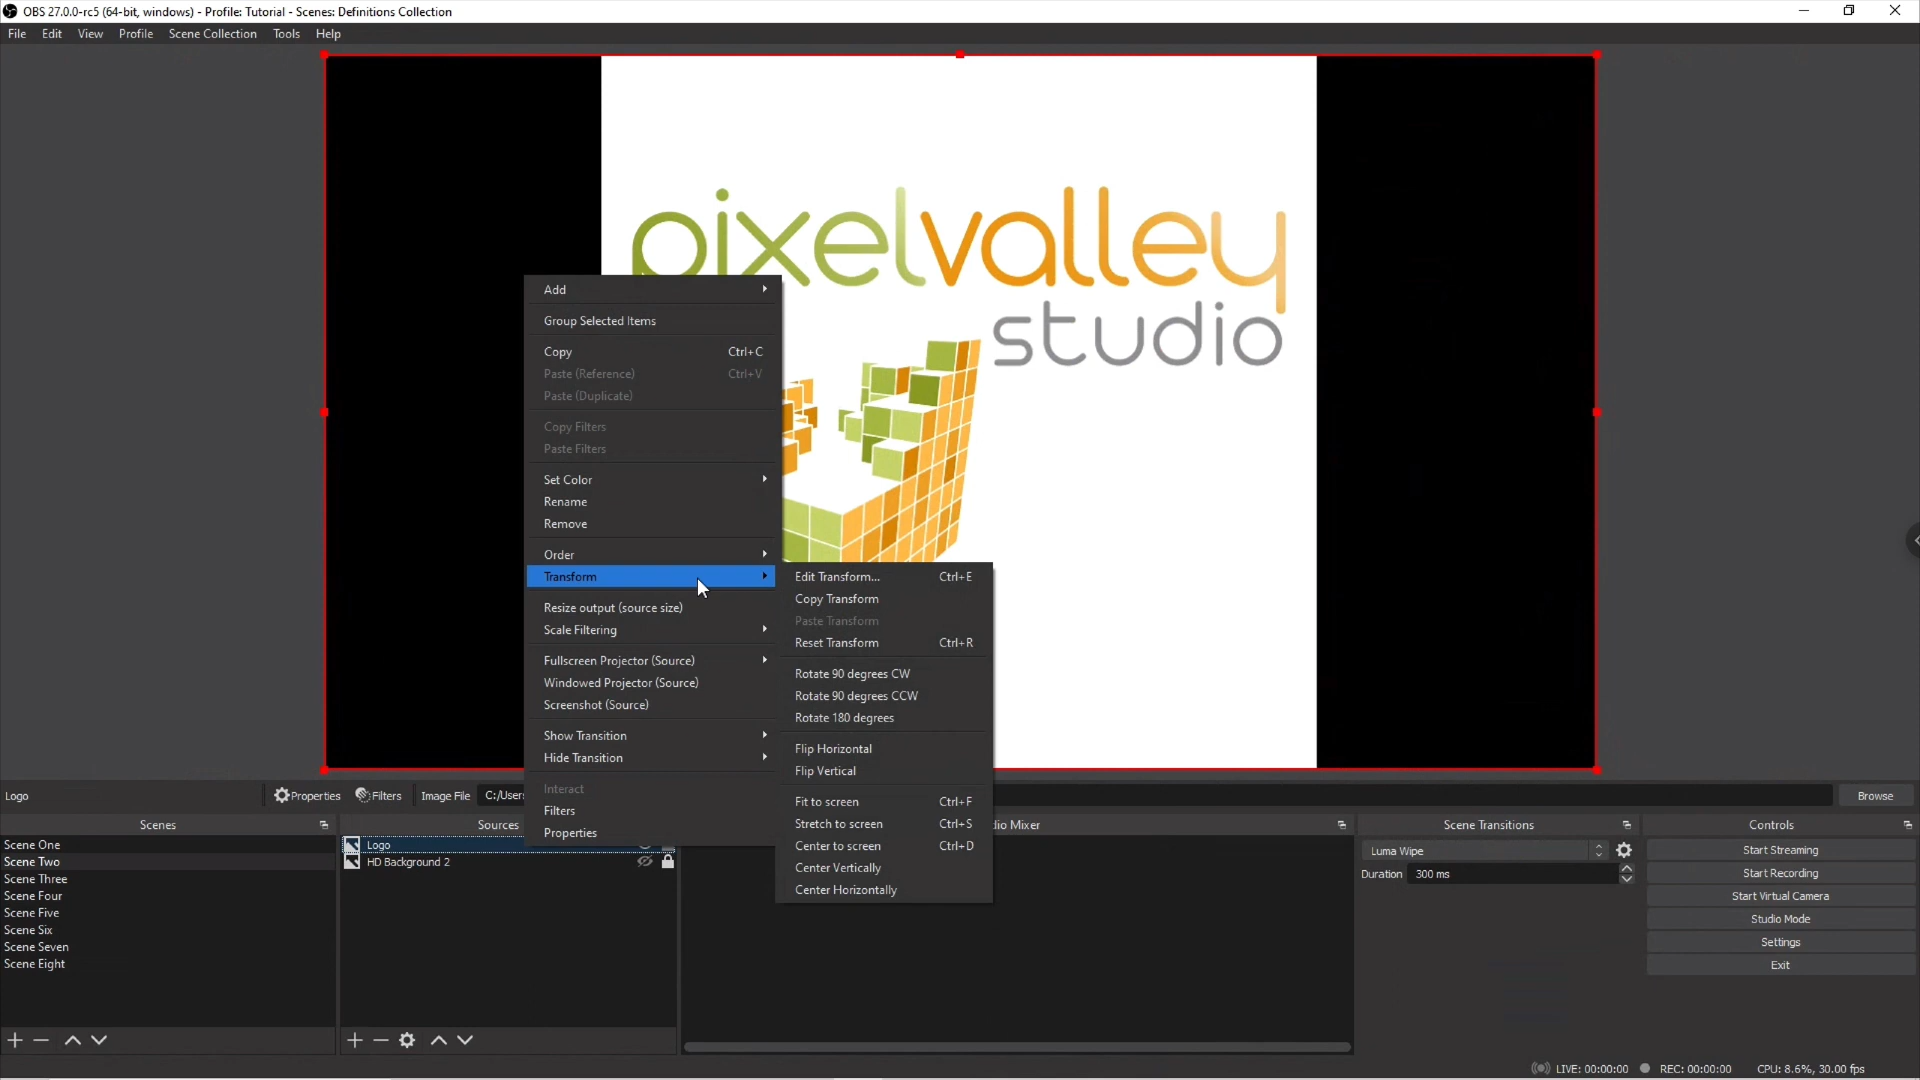 OBS 27.0.0-rc5 (64-bit, windows) - Profile: Tutorial - Scenes: Definitions Collection
File Edit View Profile Scene Collection Tools Help
pixelvalley
studio
Add
Group Selected Items
Copy Ctrl+C
Paste (Reference) Ctrl+V
Paste (Duplicate)
Copy Filters
Paste Filters
Set Color
Rename
Remove
Order
Transform
Resize output (source size)
Scale Filtering
Fullscreen Projector (Source)
Windowed Projector (Source)
Screenshot (Source)
Show Transition
Hide Transition
Interact
Filters
Properties
Edit Transform... Ctrl+E
Copy Transform
Paste Transform
Reset Transform Ctrl+R
Rotate 90 degrees CW
Rotate 90 degrees CCW
Rotate 180 degrees
Flip Horizontal
Flip Vertical
Fit to screen Ctrl+F
Stretch to screen Ctrl+S
Center to screen Ctrl+D
Center Vertically
Center Horizontally
Logo Properties Filters Image File C:/Users Browse
Scenes
Scene One
Scene Two
Scene Three
Scene Four
Scene Five
Scene Six
Scene Seven
Scene Eight
Sources
Logo
HD Background 2
dio Mixer
Scene Transitions
Luma Wipe
Duration 300 ms
Controls
Start Streaming
Start Recording
Start Virtual Camera
Studio Mode
Settings
Exit
LIVE: 00:00:00 REC: 00:00:00 CPU: 8.6%, 30.00 fps